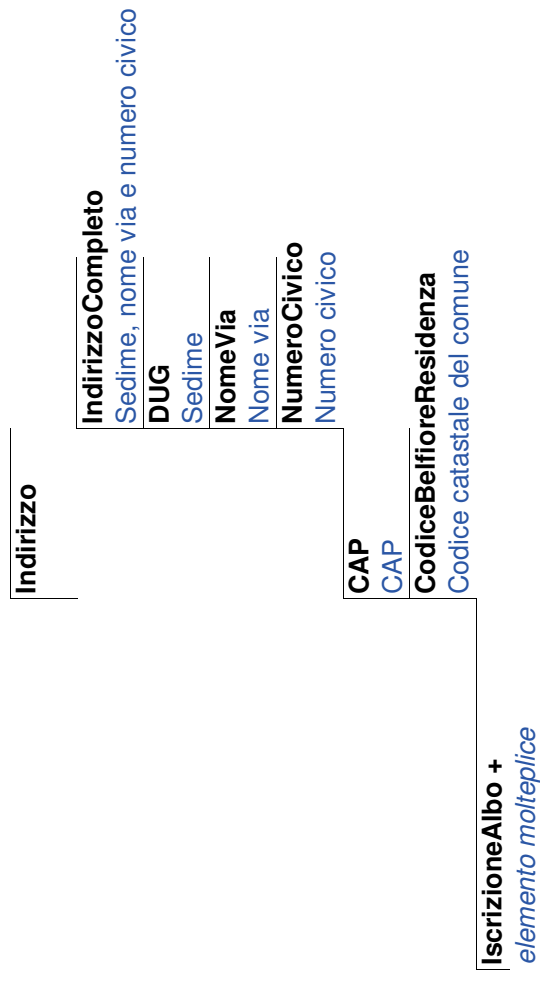 Indirizzo
IndirizzoCompleto
Sedime, nome via e numero civico
DUG
Sedime
NomeVia
Nome via
NumeroCivico
Numero civico
CAP
CAP
CodiceBelfioreResidenza
Codice catastale del comune
IscrizioneAlbo +
elemento molteplice